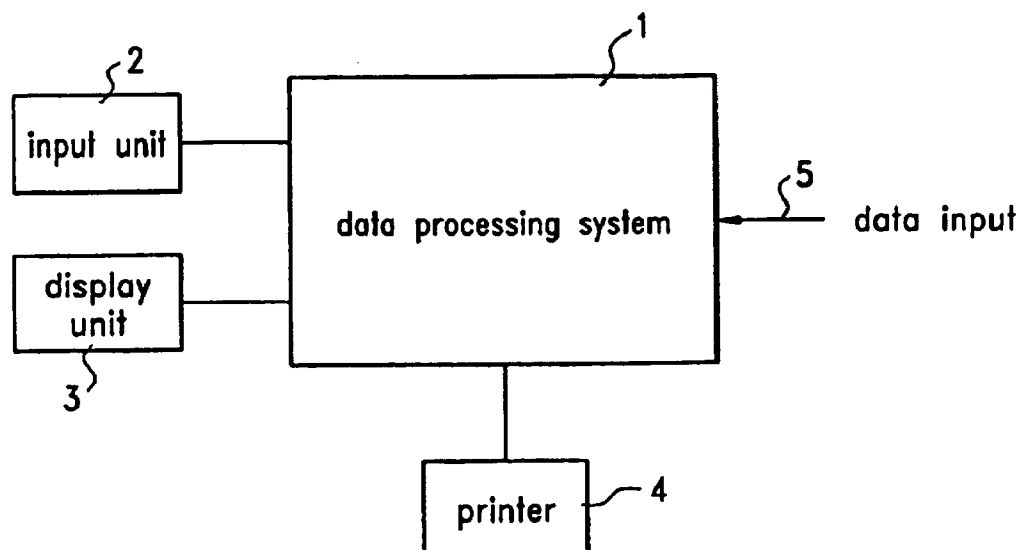 1
2
input unit
data processing system
5
data input
display
unit
3
printer
4